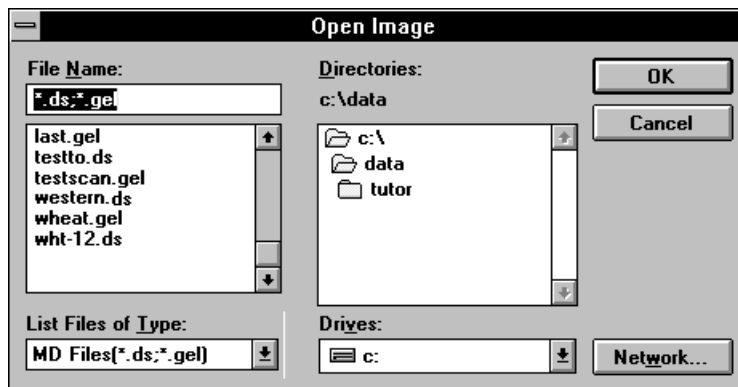 Open Image
File Name:
*.ds;*.gel
last.gel
testto.ds
testscan.gel
western.ds
wheat.gel
wht-12.ds
List Files of Type:
MD Files(*.ds;*.gel)
Directories:
c:\data
c:\
data
tutor
Drives:
c:
OK
Cancel
Network...